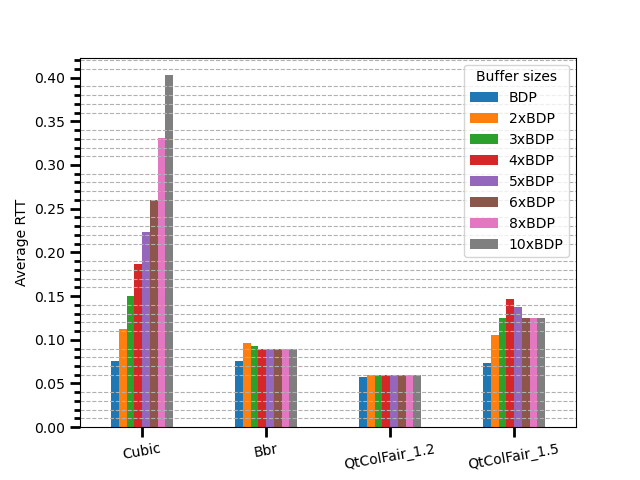 Buffer sizes
BDP
2xBDP
3xBDP
4xBDP
5xBDP
6xBDP
8xBDP
10xBDP
Average RTT
0.40
0.35
0.30
0.25
0.20
0.15
0.10
0.05
0.00
Cubic
Bbr
QtColFair_1.2
QtColFair_1.5